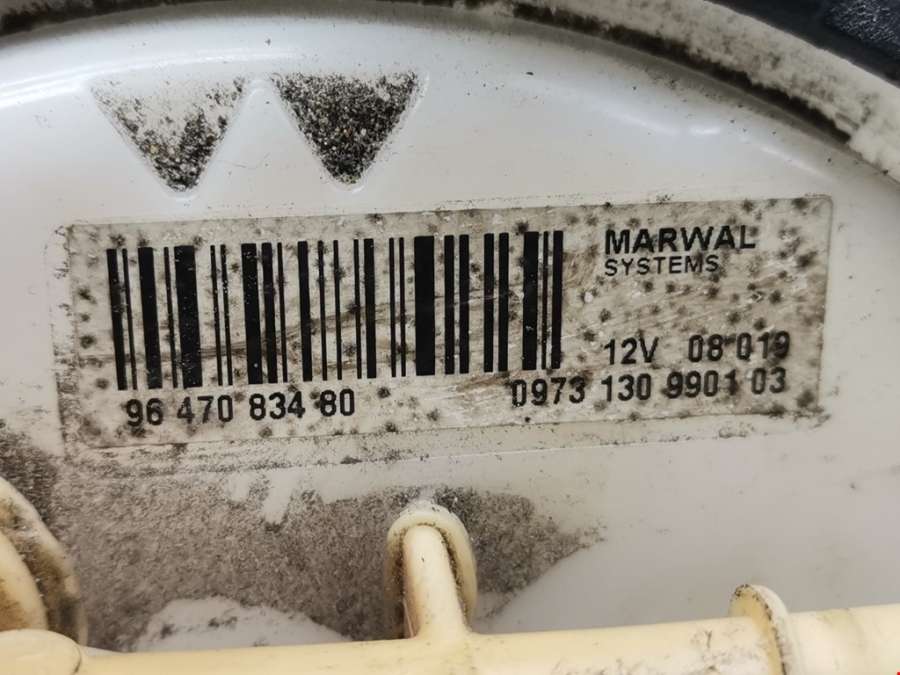 MARWAL
SYSTEMS
12V 08 019
96 470 834 80
0973 130 9901 03